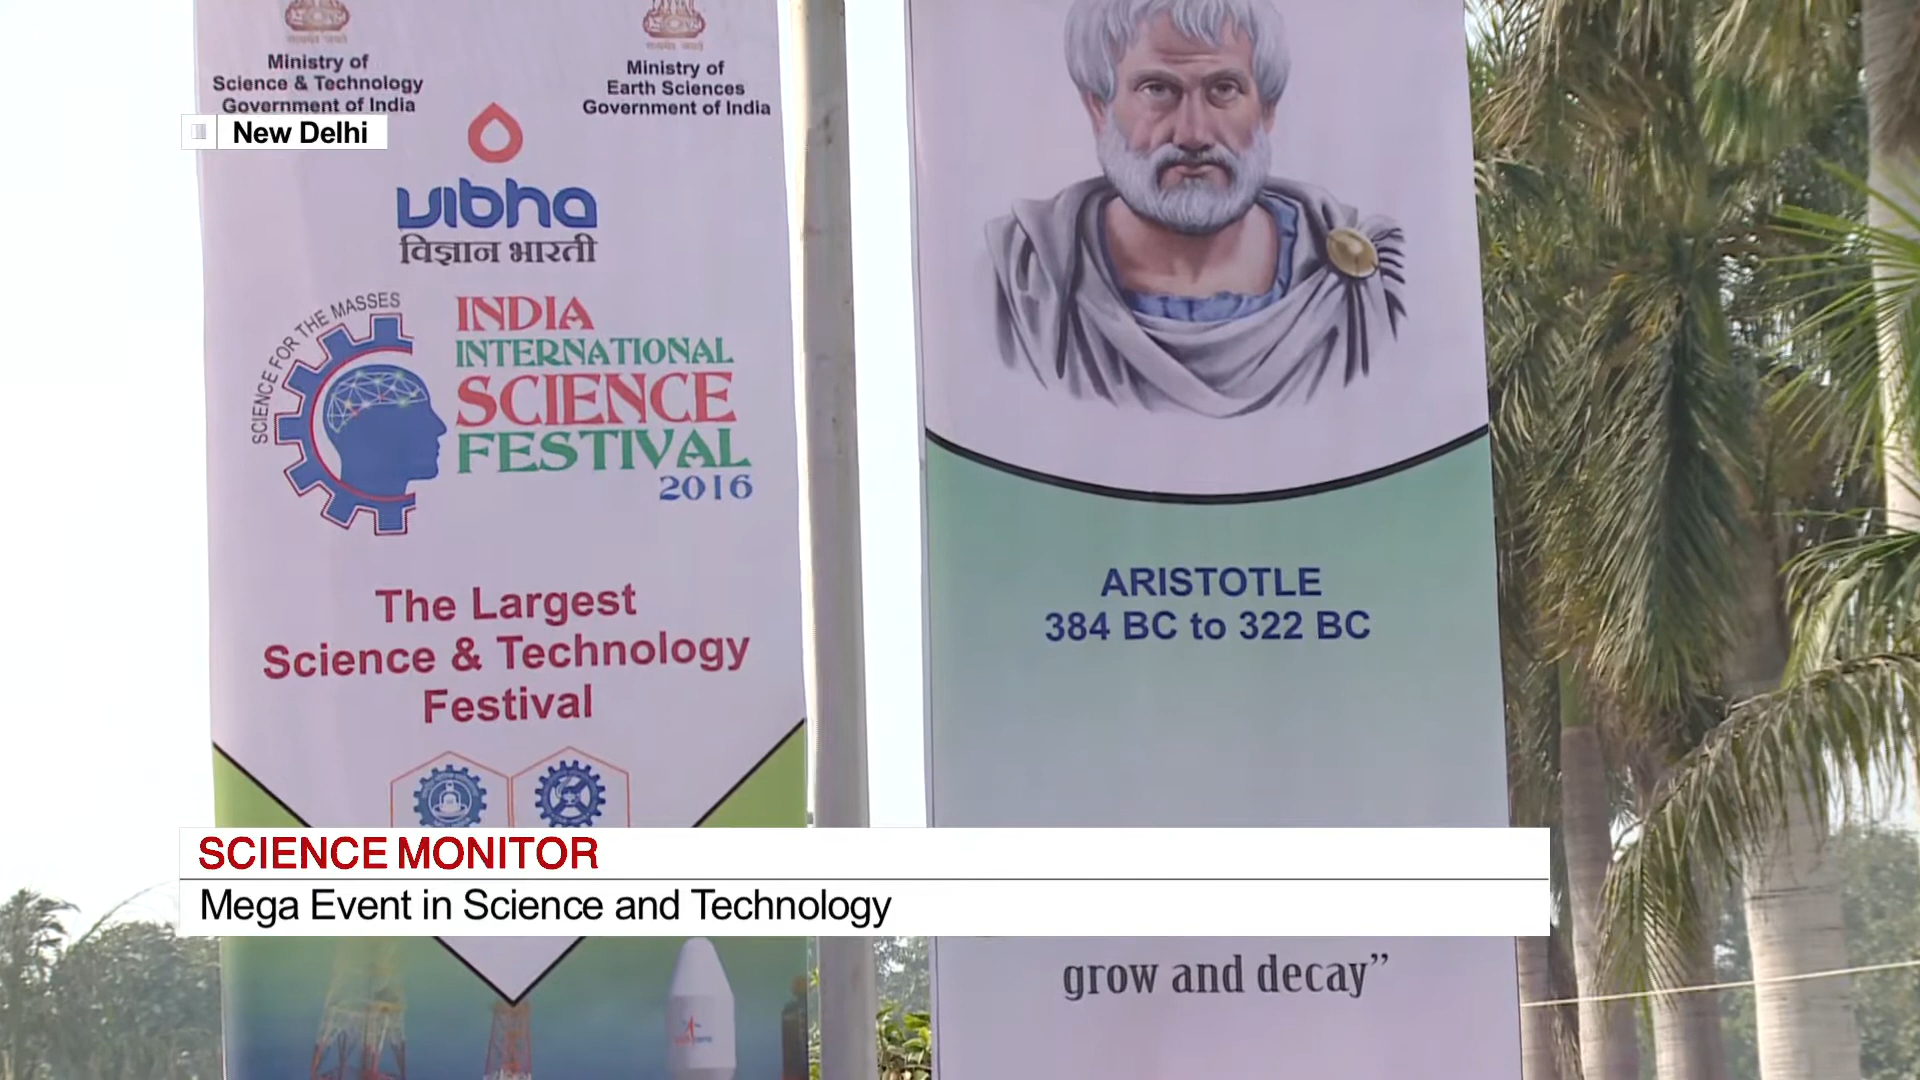 Ministry of
Science & Technology
Government of India
Ministry of
Earth Sciences
Government of India
New Delhi
vibha
विज्ञान भारती
SCIENCE FOR THE MASSES
INDIA
INTERNATIONAL
SCIENCE
FESTIVAL
2016
The Largest
Science & Technology
Festival
ARISTOTLE
384 BC to 322 BC
SCIENCE MONITOR
Mega Event in Science and Technology
grow and decay”